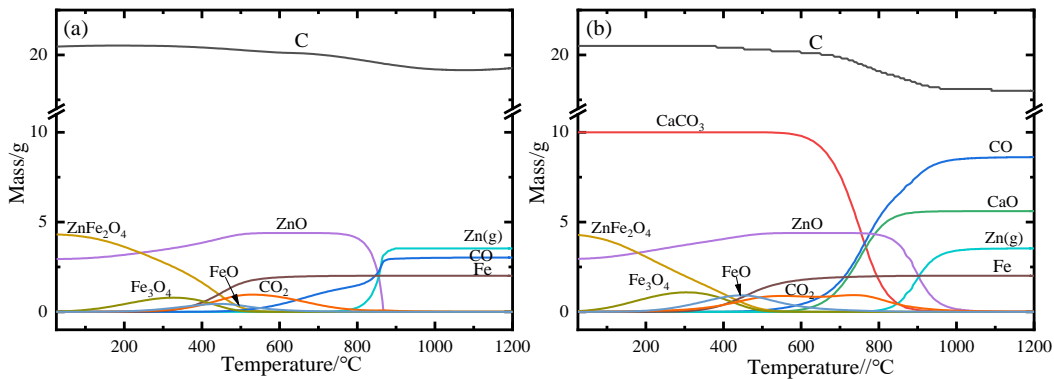 (a)
C
20
10
5
0
Mass/g
ZnFe₂O₄
ZnO
Fe₃O₄
FeO
CO₂
Zn(g)
CO
Fe
200 400 600 800 1000 1200
Temperature/°C
(b)
C
20
10
5
0
Mass/g
CaCO₃
CO
ZnFe₂O₄
ZnO
CaO
Zn(g)
Fe₃O₄
FeO
CO₂
Fe
200 400 600 800 1000 1200
Temperature//°C